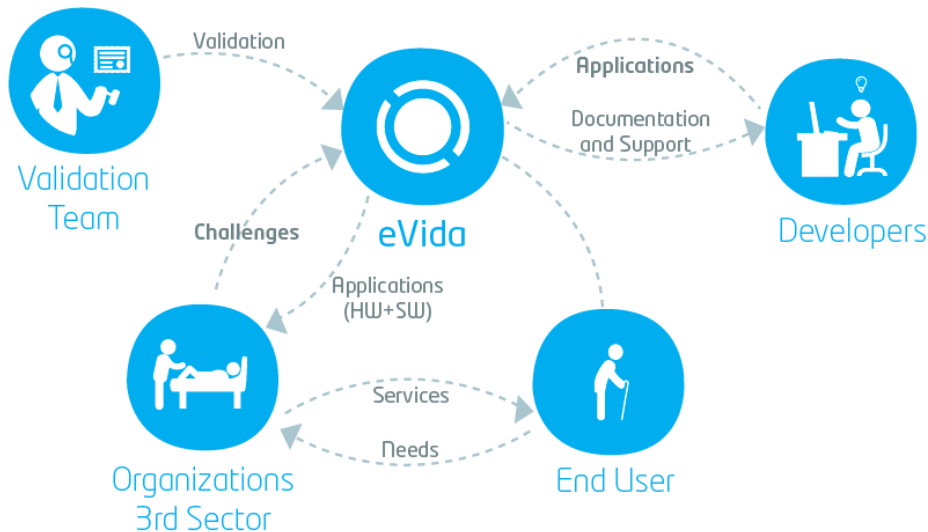 Validation
Applications
Documentation
and Support
Validation
Team
eVida
Developers
Challenges
Applications
(HW+SW)
Services
Needs
Organizations
3rd Sector
End User